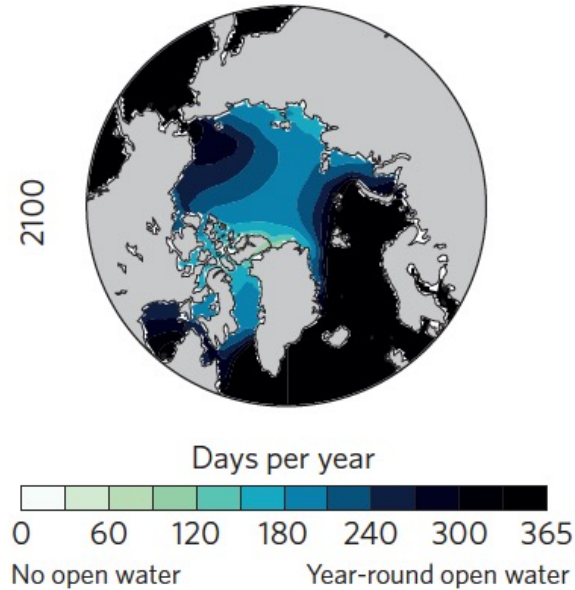 2100
Days per year
0 60 120 180 240 300 365
No open water Year-round open water